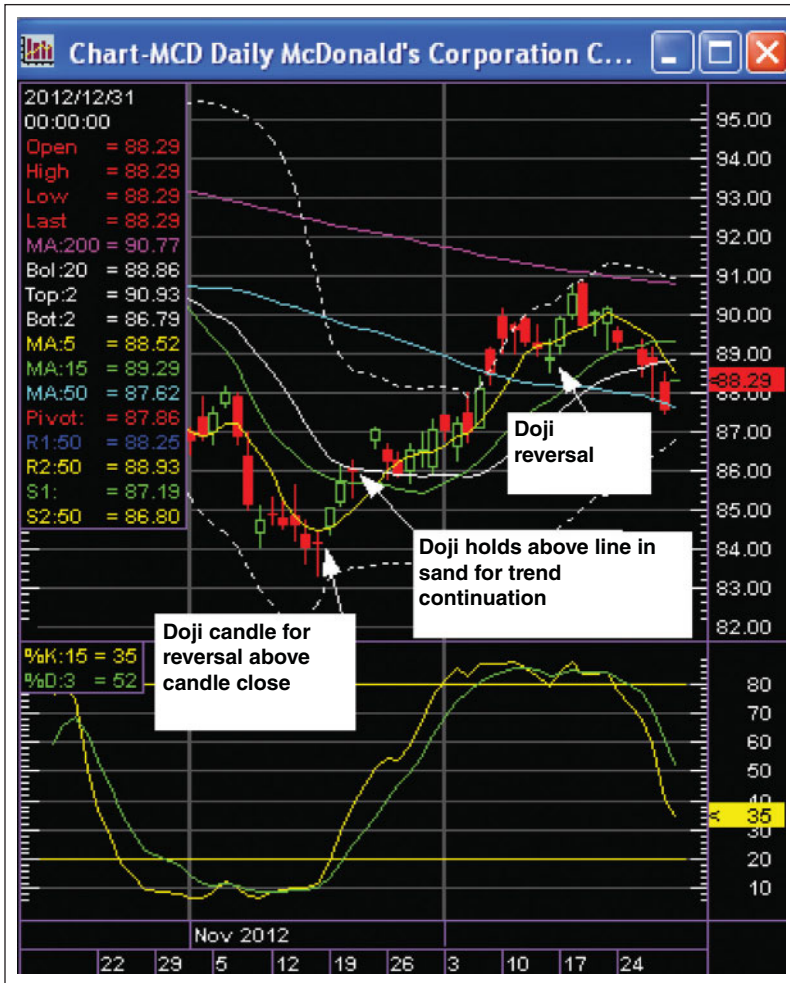 Chart-MCD Daily McDonald's Corporation C...
2012/12/31
00:00:00
Open = 88.29
High = 88.29
Low = 88.29
Last = 88.29
MA:200 = 90.77
Bol:20 = 88.86
Top:2 = 90.93
Bot:2 = 86.79
MA:5 = 88.52
MA:15 = 89.29
MA:50 = 87.62
Pivot: = 87.86
R1:50 = 88.25
R2:50 = 88.93
S1: = 87.19
S2:50 = 86.80
95.00
94.00
93.00
92.00
91.00
90.00
89.00
88.29
88.00
87.00
86.00
85.00
84.00
83.00
82.00
Doji
reversal
Doji holds above line in
sand for trend
continuation
Doji candle for
reversal above
candle close
%K:15 = 35
%D:3 = 52
80
70
60
50
40
< 35
30
20
10
Nov 2012
22 29 5 12 19 26 3 10 17 24